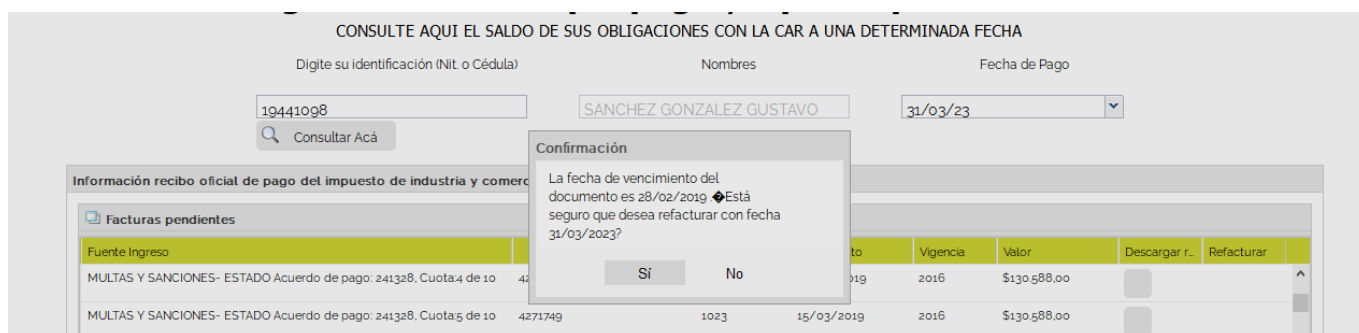 CONSULTE AQUI EL SALDO DE SUS OBLIGACIONES CON LA CAR A UNA DETERMINADA FECHA
Digite su identificación (Nit. o Cédula) Nombres Fecha de Pago
19441098 SANCHEZ GONZALEZ GUSTAVO 31/03/23
Consultar Acá
Confirmación
La fecha de vencimiento del
documento es 28/02/2019 .�Está
seguro que desea refacturar con fecha
31/03/2023?
Sí No
Información recibo oficial de pago del impuesto de industria y comerc
Facturas pendientes
Fuente Ingreso to Vigencia Valor Descargar r... Refacturar
MULTAS Y SANCIONES- ESTADO Acuerdo de pago: 241328, Cuota:4 de 10 42 019 2016 $130.588,00
MULTAS Y SANCIONES- ESTADO Acuerdo de pago: 241328, Cuota:5 de 10 4271749 1023 15/03/2019 2016 $130.588,00